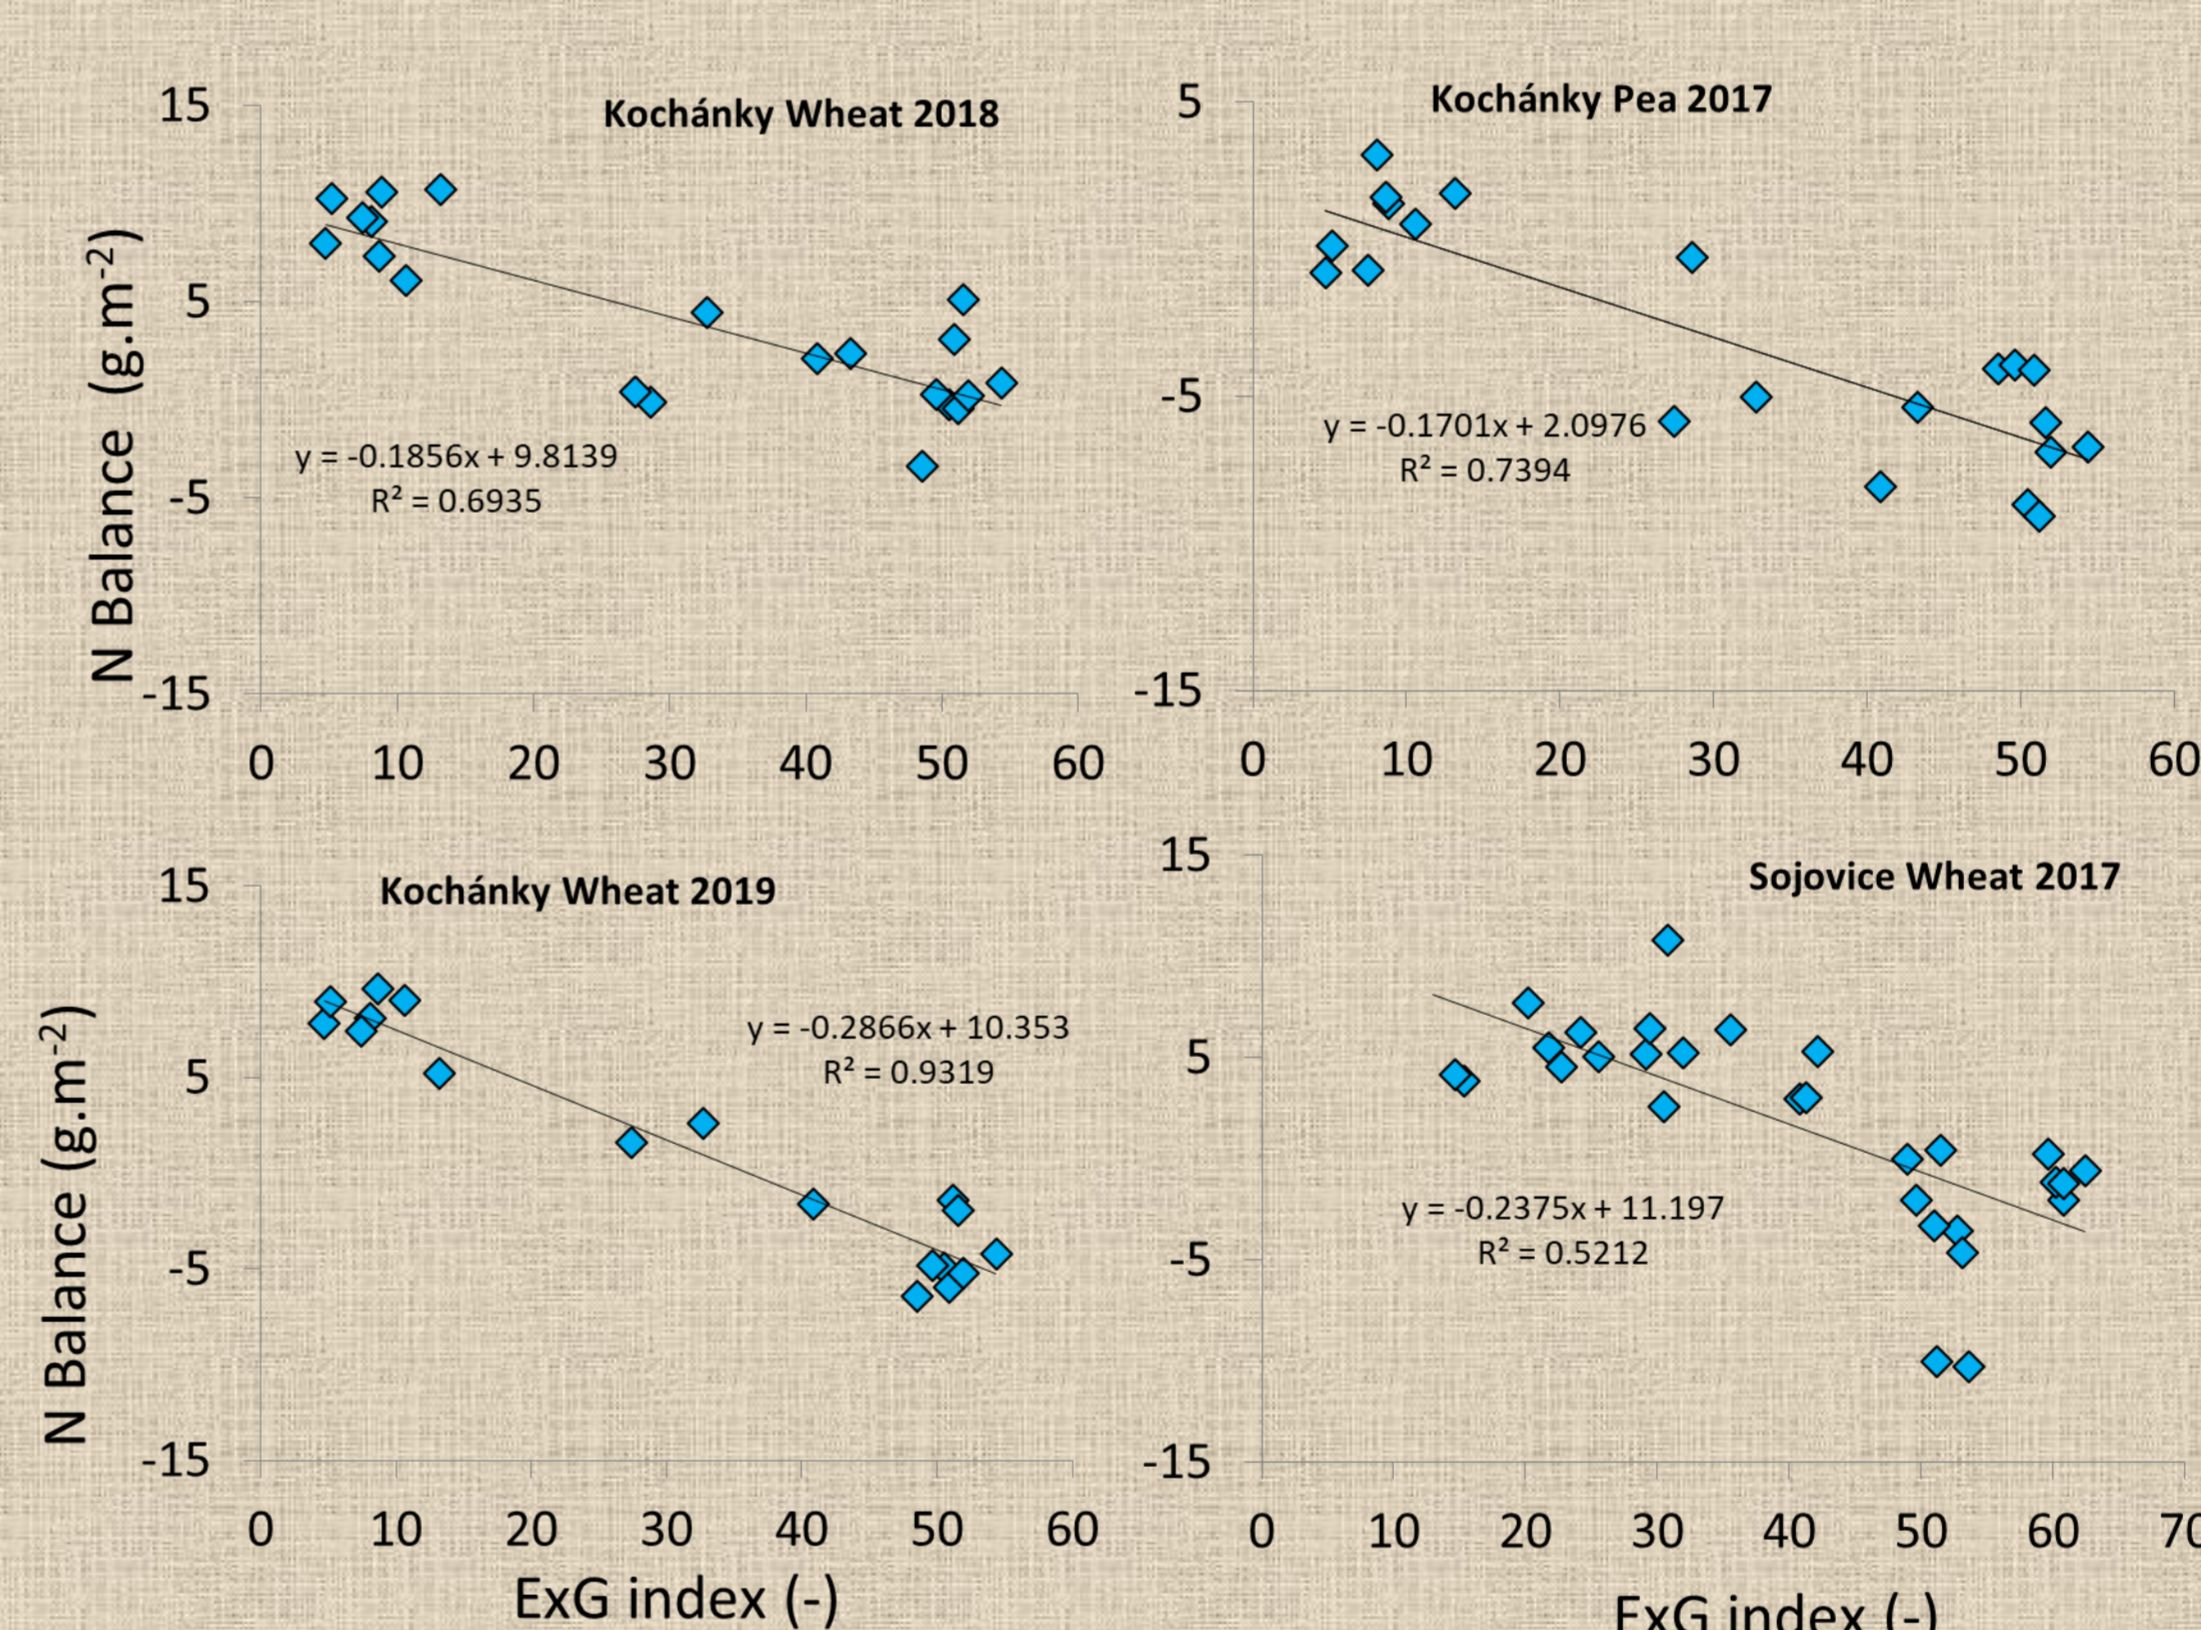 Kochánky Wheat 2018
15
5
-5
-15
N Balance (g.m-2)
y = -0.1856x + 9.8139
R² = 0.6935
0 10 20 30 40 50 60
Kochánky Pea 2017
5
-5
-15
y = -0.1701x + 2.0976
R² = 0.7394
0 10 20 30 40 50 60
Kochánky Wheat 2019
15
5
-5
-15
N Balance (g.m-2)
y = -0.2866x + 10.353
R² = 0.9319
0 10 20 30 40 50 60
ExG index (-)
Sojovice Wheat 2017
15
5
-5
-15
y = -0.2375x + 11.197
R² = 0.5212
0 10 20 30 40 50 60 70
ExG index (-)